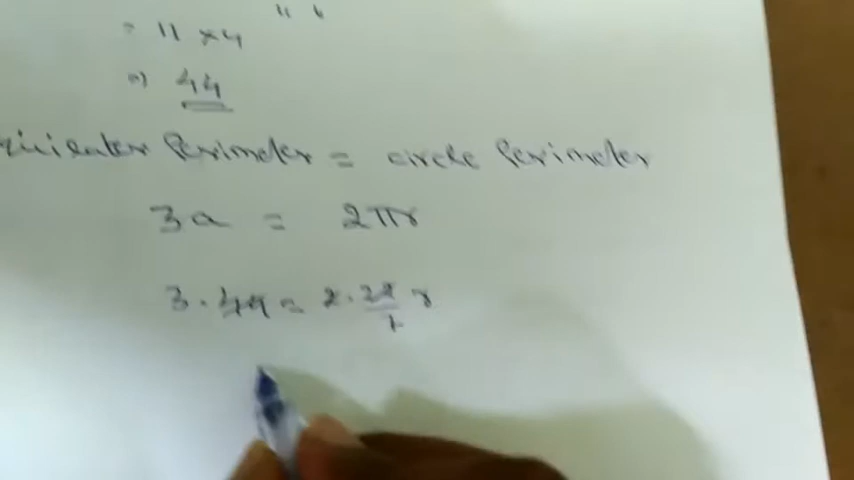 = 11 × 4
=) 44
Perimeter = circle Perimeter
3a = 2πr
3 . 44 = 2 . 22/7 r